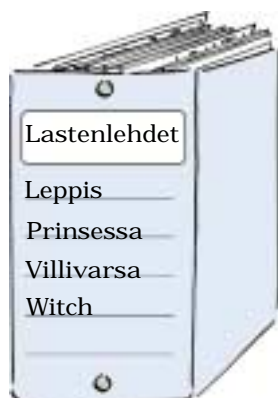 Lastenlehdet
Leppis
Prinsessa
Villivarsa
Witch